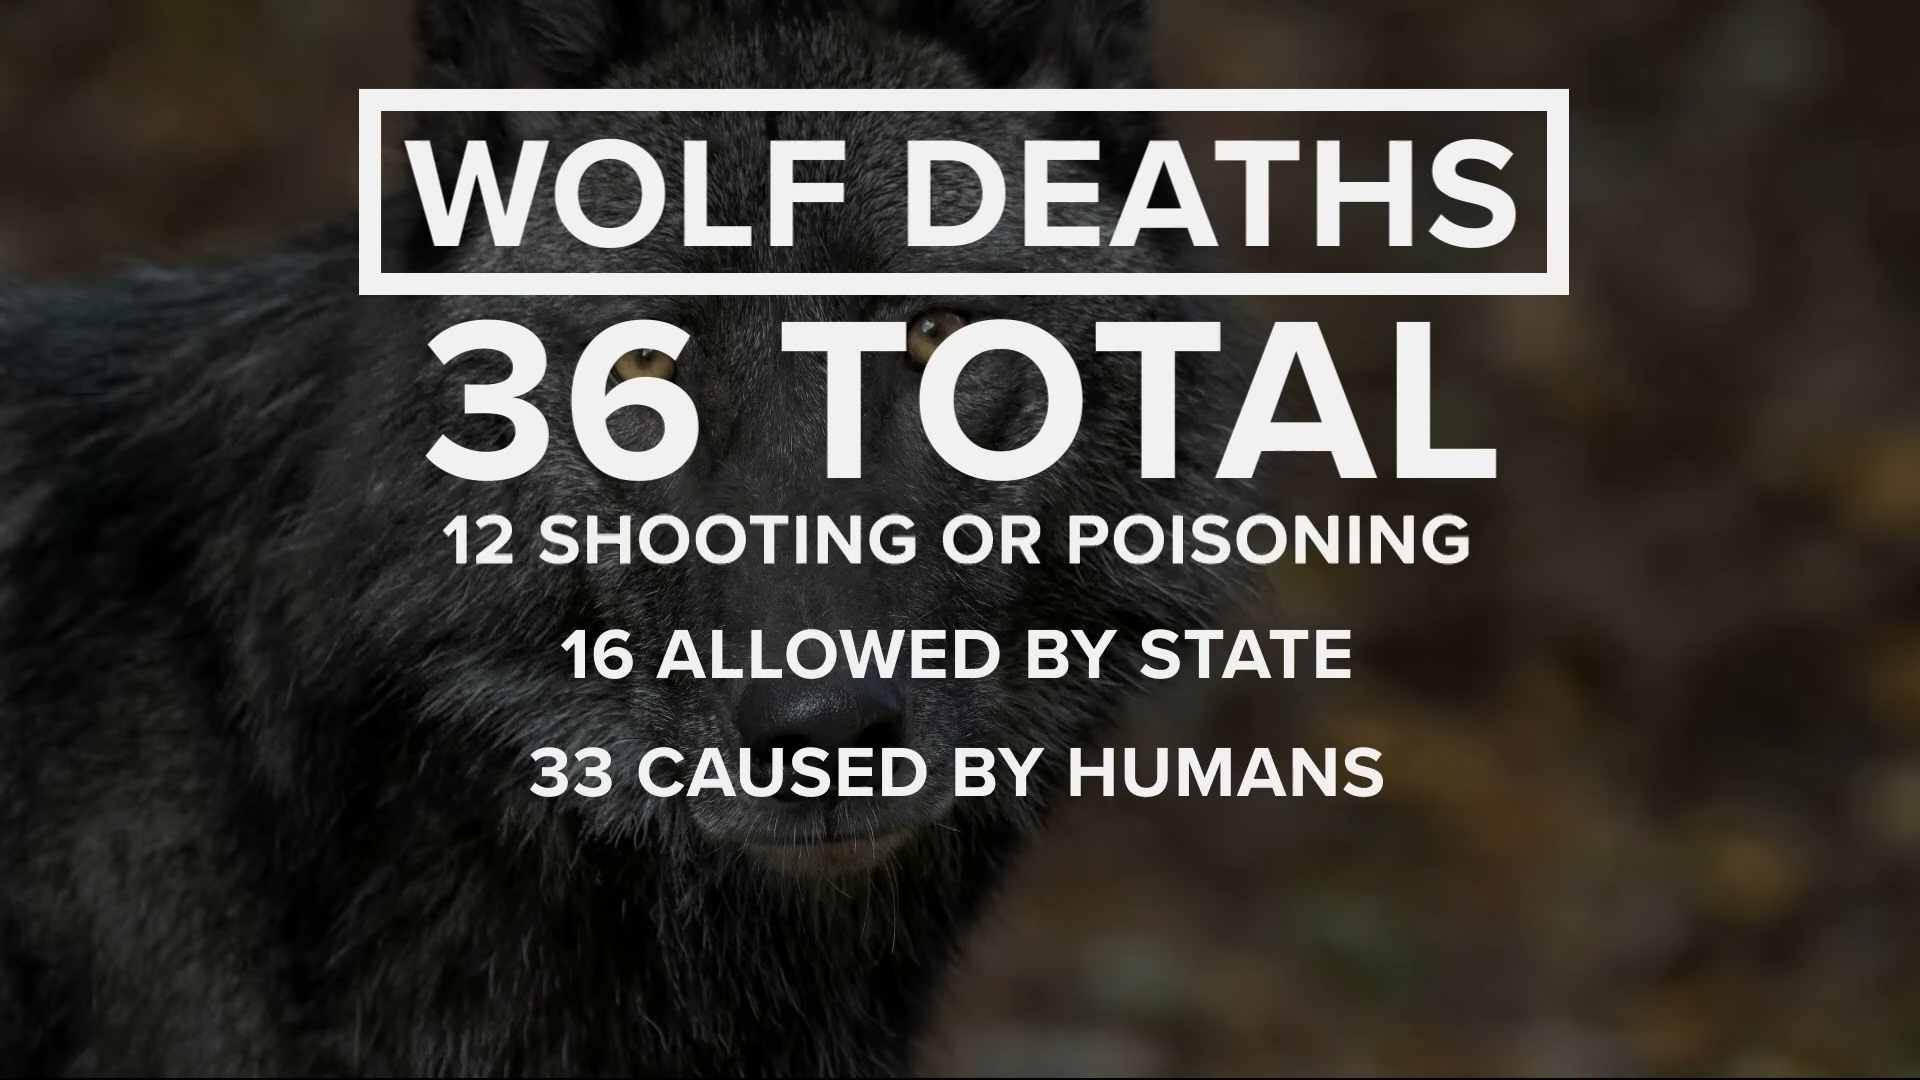 WOLF DEATHS
36 TOTAL
12 SHOOTING OR POISONING
16 ALLOWED BY STATE
33 CAUSED BY HUMANS